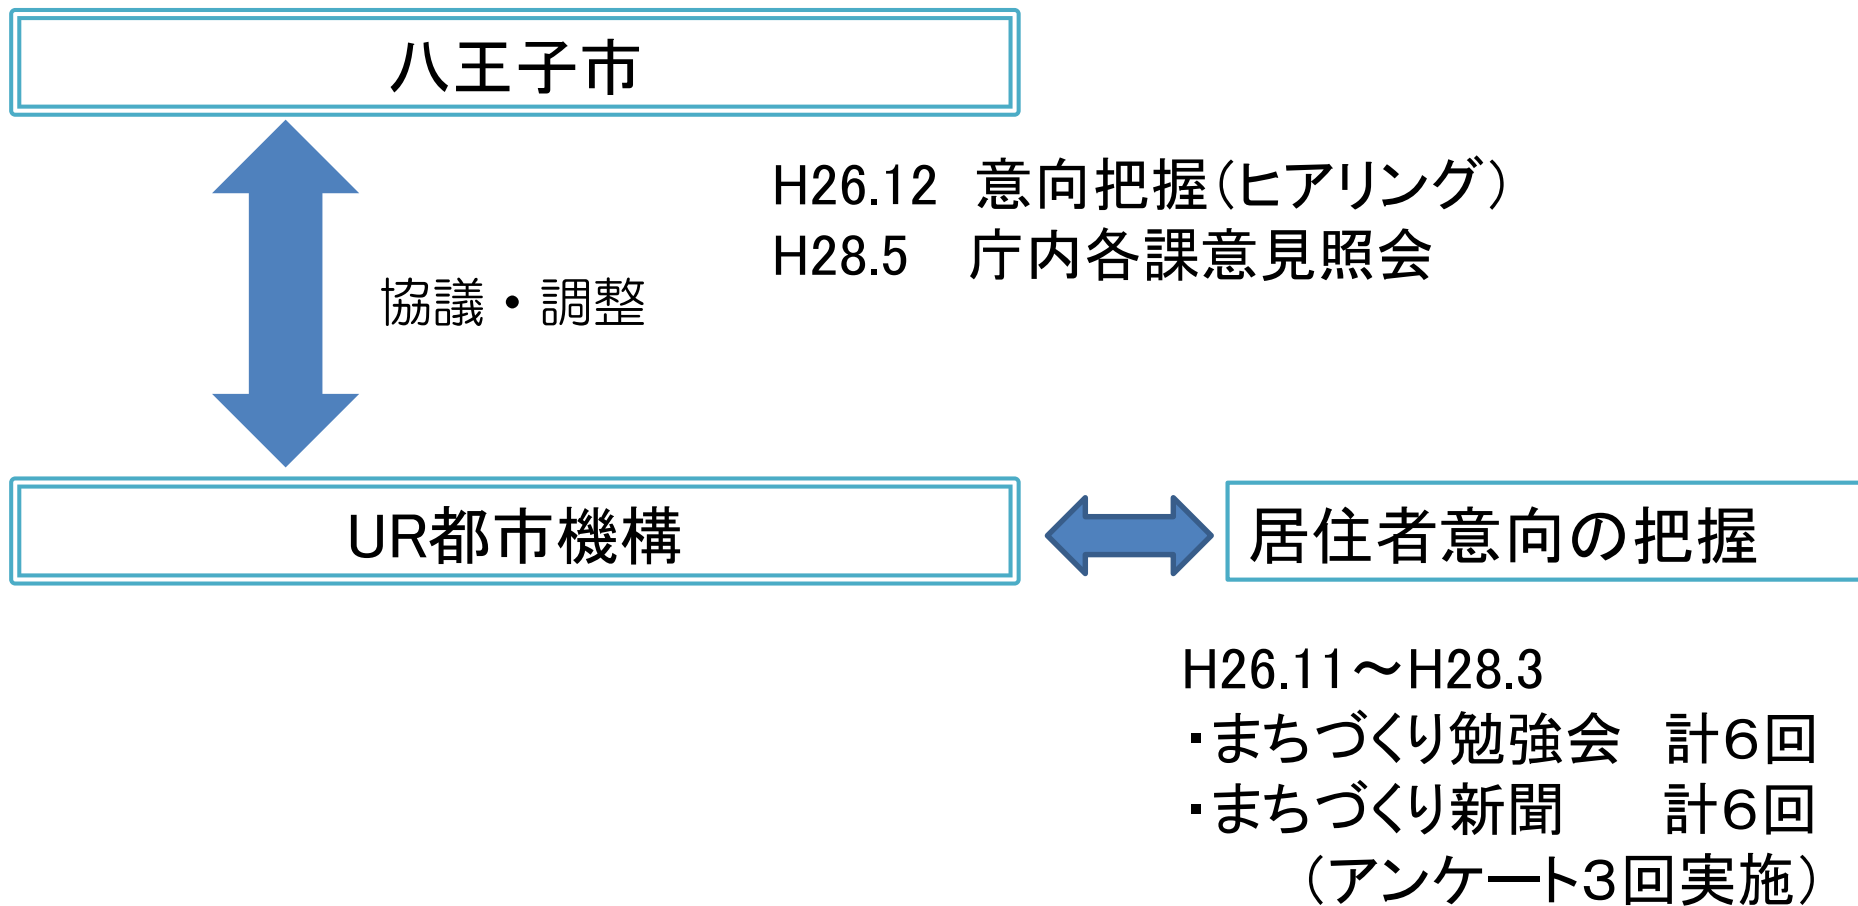 八王子市
H26.12　意向把握（ヒアリング）
H28.5　庁内各課意見照会
協議・調整
UR都市機構
居住者意向の把握
H26.11～H28.3
・まちづくり勉強会　計６回
・まちづくり新聞　　計６回
（アンケート３回実施）